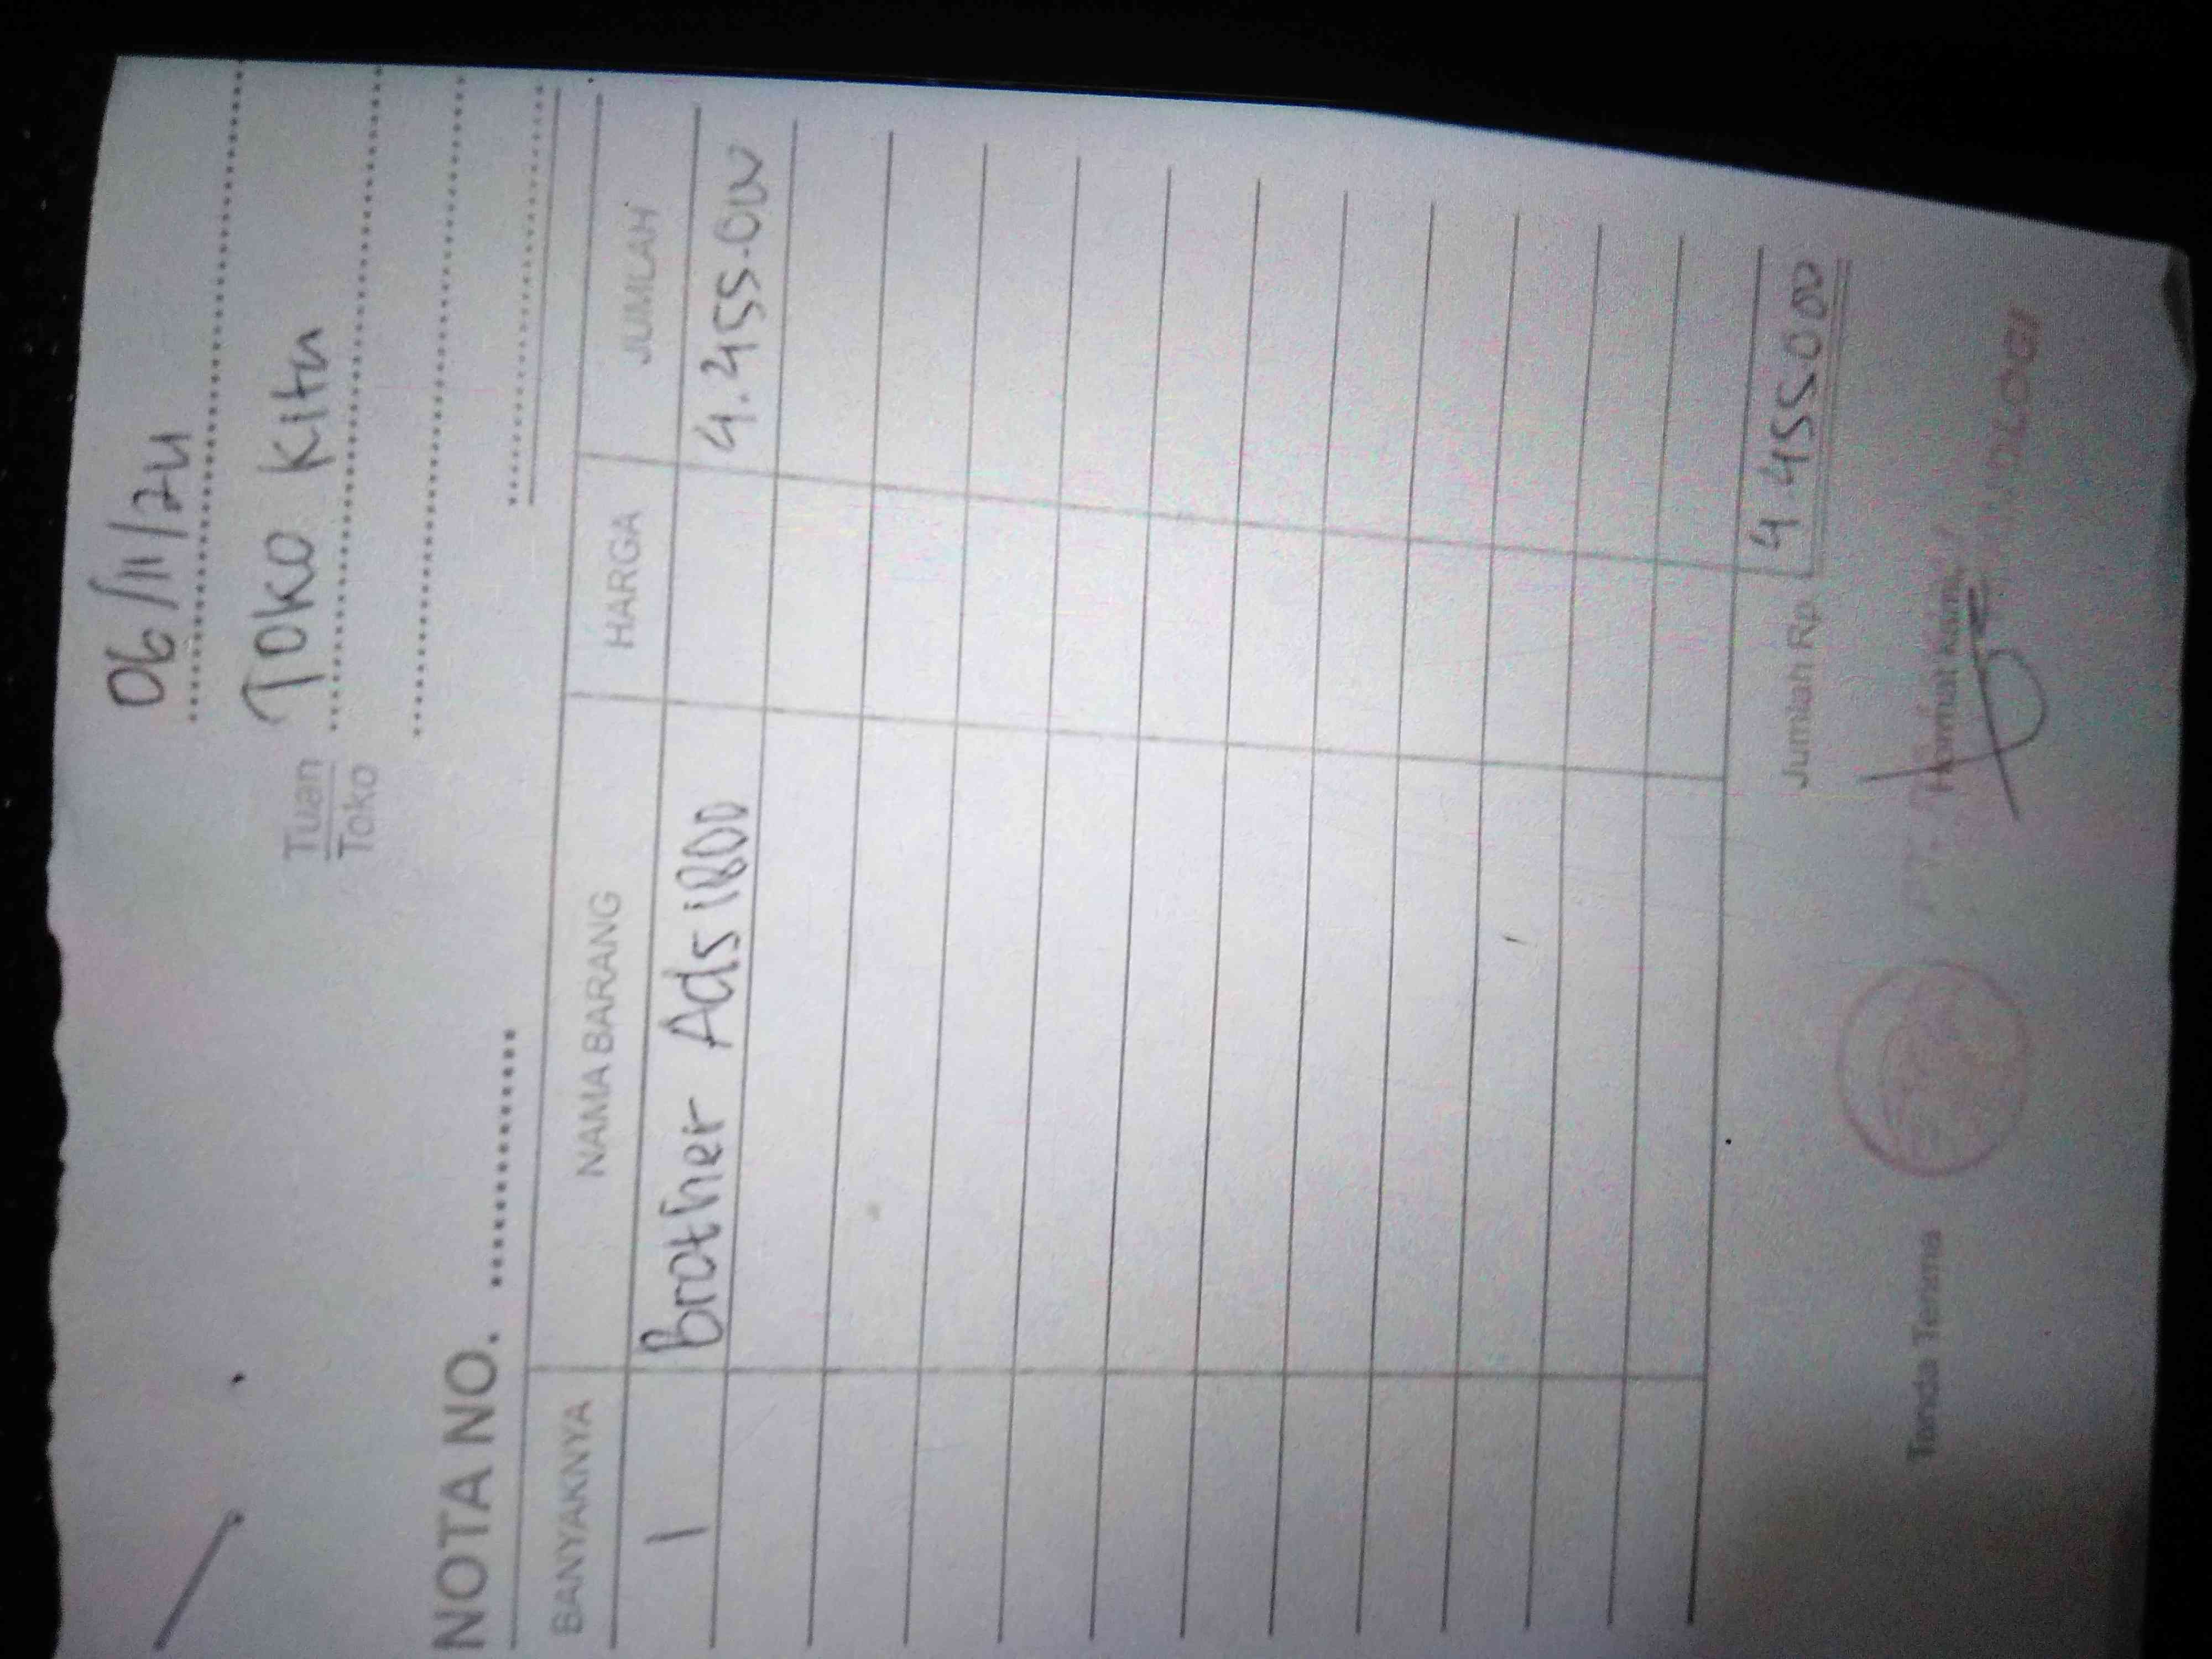 06/11/24
Tuan
Toko
Toko Kita
NOTA NO.
BANYAKNYA NAMA BARANG HARGA JUMLAH
1 Brother Ads 1800 4.455.000
Jumlah Rp. 4.455.000
Tanda Terima Hormat Kami,
PT.